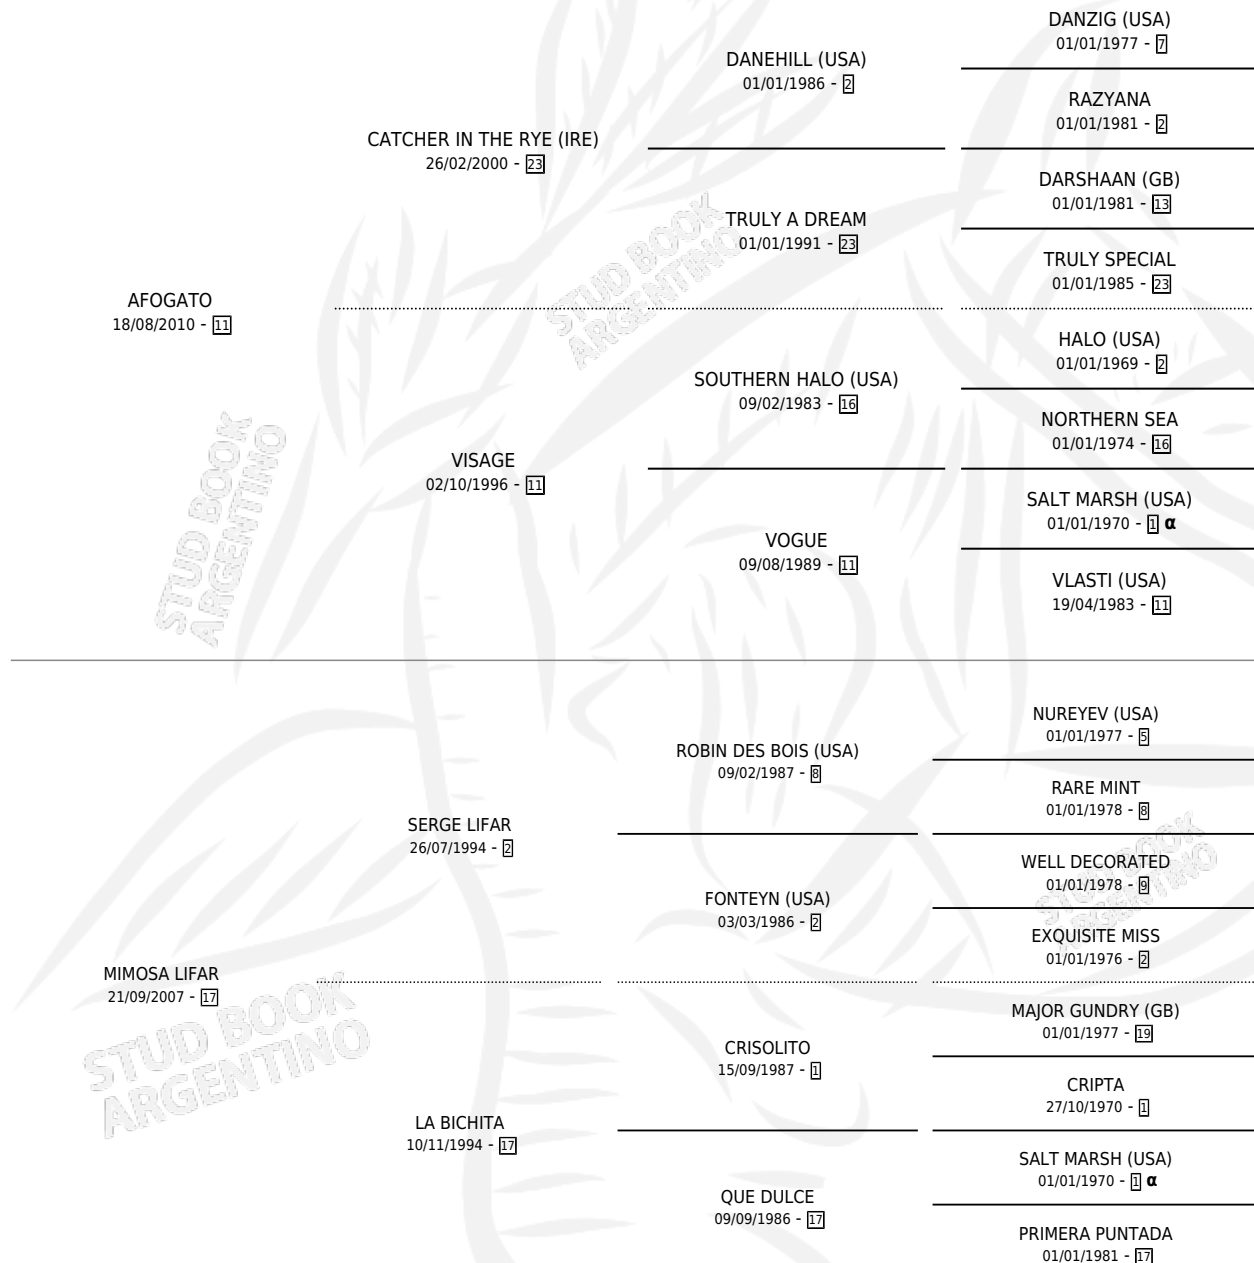 DANZIG (USA)
01/01/1977 - 7
DANEHILL (USA)
01/01/1986 - 2
RAZYANA
01/01/1981 - 2
CATCHER IN THE RYE (IRE)
26/02/2000 - 23
DARSHAAN (GB)
01/01/1981 - 13
TRULY A DREAM
01/01/1991 - 23
TRULY SPECIAL
01/01/1985 - 23
AFOGATO
18/08/2010 - 11
HALO (USA)
01/01/1969 - 2
SOUTHERN HALO (USA)
09/02/1983 - 16
NORTHERN SEA
01/01/1974 - 16
VISAGE
02/10/1996 - 11
SALT MARSH (USA)
01/01/1970 - 1 α
VOGUE
09/08/1989 - 11
VLASTI (USA)
19/04/1983 - 11
NUREYEV (USA)
01/01/1977 - 5
ROBIN DES BOIS (USA)
09/02/1987 - 8
RARE MINT
01/01/1978 - 8
SERGE LIFAR
26/07/1994 - 2
WELL DECORATED
01/01/1978 - 9
FONTEYN (USA)
03/03/1986 - 2
EXQUISITE MISS
01/01/1976 - 2
MIMOSA LIFAR
21/09/2007 - 17
MAJOR GUNDRY (GB)
01/01/1977 - 19
CRISOLITO
15/09/1987 - 1
CRIPTA
27/10/1970 - 1
LA BICHITA
10/11/1994 - 17
SALT MARSH (USA)
01/01/1970 - 1 α
QUE DULCE
09/09/1986 - 17
PRIMERA PUNTADA
01/01/1981 - 17
STUD BOOK
ARGENTINO
STUD BOOK
ARGENTINO
STUD BOOK
ARGENTINO
STUD BOOK
ARGENTINO